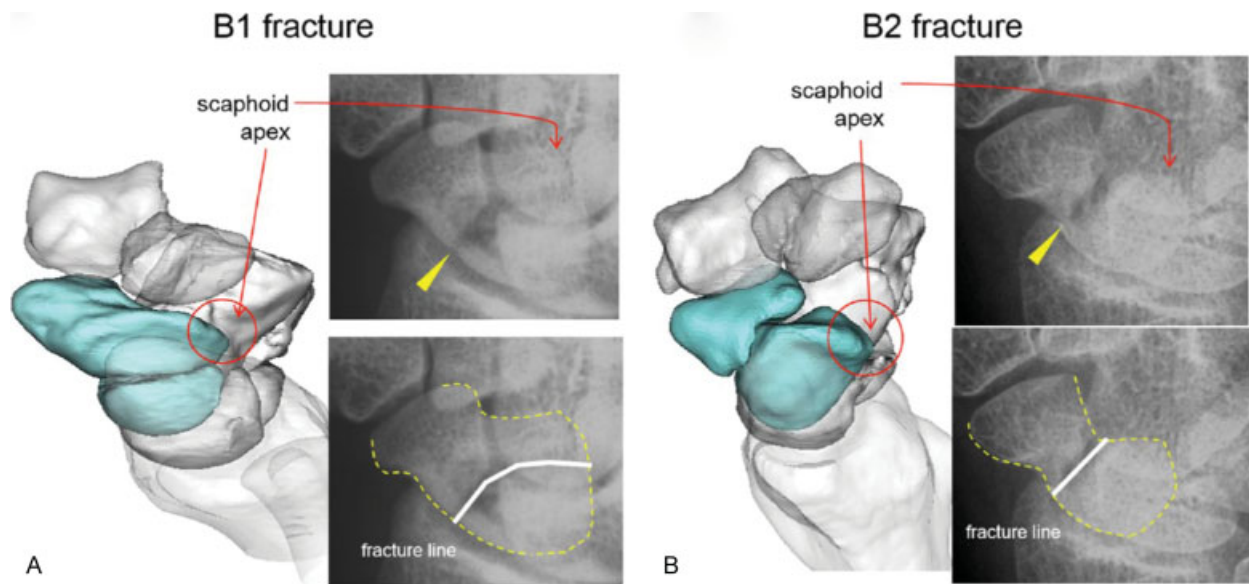 B1 fracture
scaphoid
apex
fracture line
A
B2 fracture
scaphoid
apex
fracture line
B